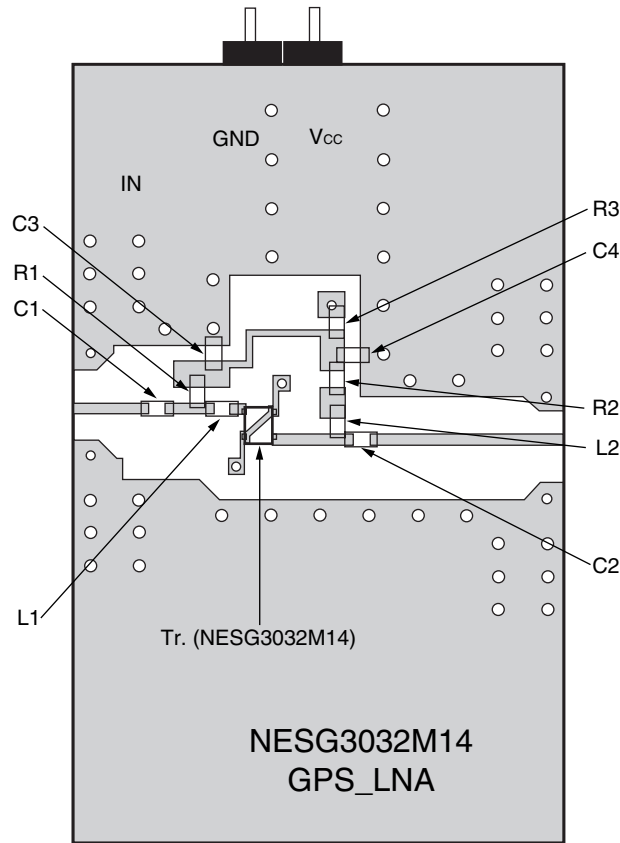 GND VCC
IN
C3
R1
C1
R3
C4
R2
L2
C2
L1
Tr. (NESG3032M14)
NESG3032M14
GPS_LNA